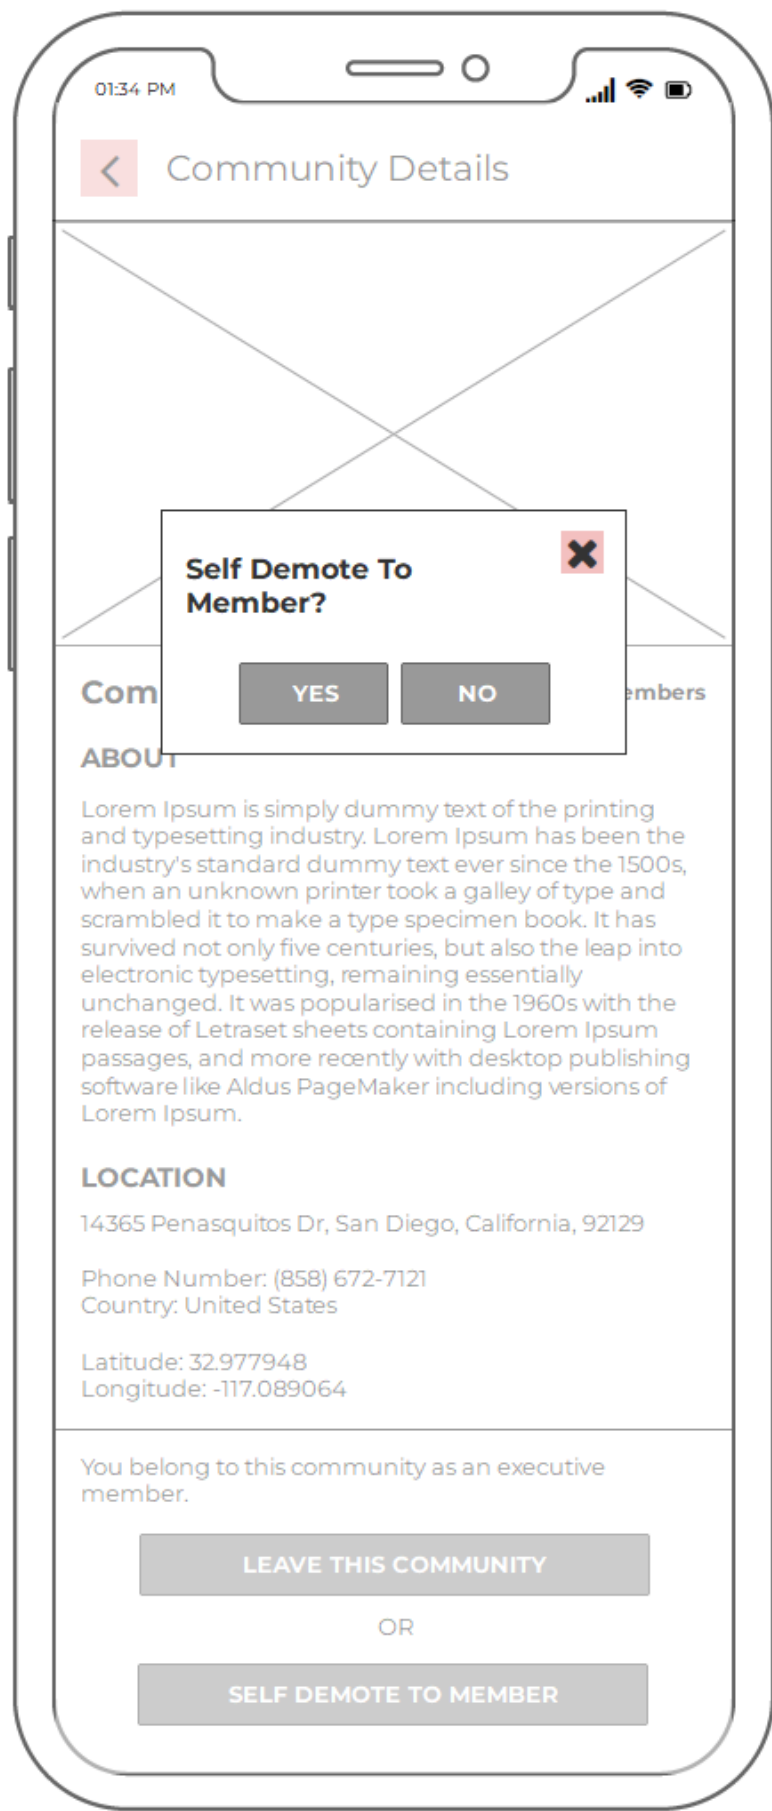 01:34 PM
Community Details
Self Demote To
Member?
YES NO
Com
ABOUT
Lorem Ipsum is simply dummy text of the printing
and typesetting industry. Lorem Ipsum has been the
industry's standard dummy text ever since the 1500s,
when an unknown printer took a galley of type and
scrambled it to make a type specimen book. It has
survived not only five centuries, but also the leap into
electronic typesetting, remaining essentially
unchanged. It was popularised in the 1960s with the
release of Letraset sheets containing Lorem Ipsum
passages, and more recently with desktop publishing
software like Aldus PageMaker including versions of
Lorem Ipsum.
LOCATION
14365 Penasquitos Dr, San Diego, California, 92129
Phone Number: (858) 672-7121
Country: United States
Latitude: 32.977948
Longitude: -117.089064
You belong to this community as an executive
member.
LEAVE THIS COMMUNITY
OR
SELF DEMOTE TO MEMBER